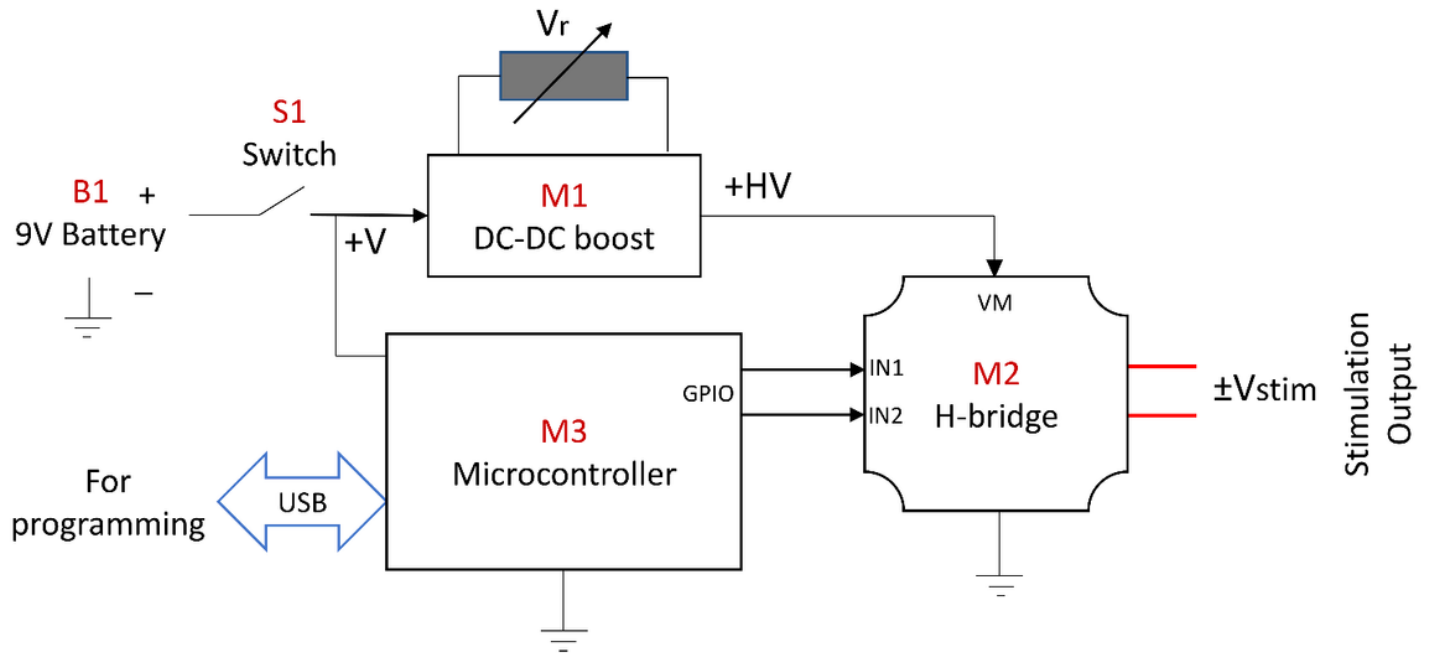 Vr
S1
Switch
B1 +
9V Battery
–
+V
M1
DC-DC boost
+HV
VM
IN1
IN2
M2
H-bridge
±Vstim
Stimulation
Output
GPIO
M3
Microcontroller
USB
For
programming